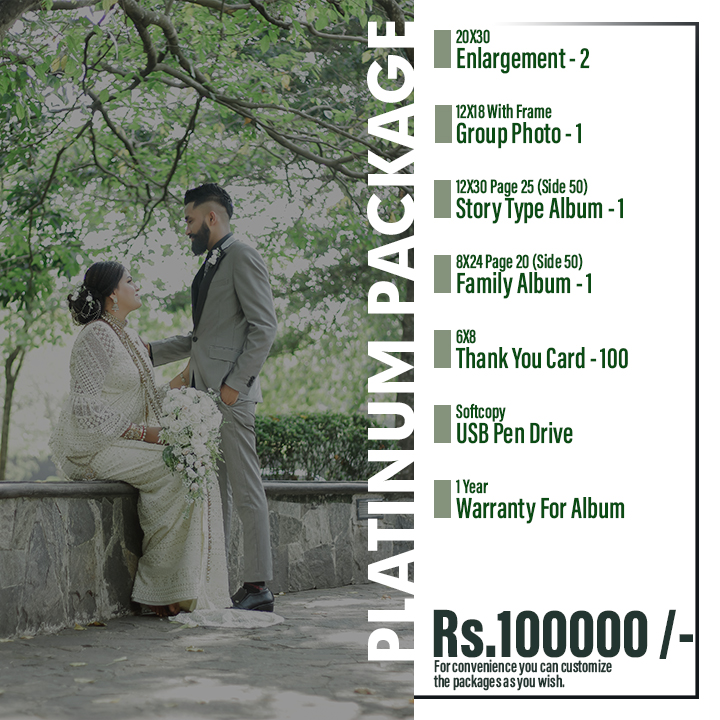 PLATINUM PACKAGE
20X30
Enlargement - 2
12X18 With Frame
Group Photo - 1
12X30 Page 25 (Side 50)
Story Type Album - 1
8X24 Page 20 (Side 50)
Family Album - 1
6X8
Thank You Card - 100
Softcopy
USB Pen Drive
1 Year
Warranty For Album
Rs.100000 /-
For convenience you can customize
the packages as you wish.